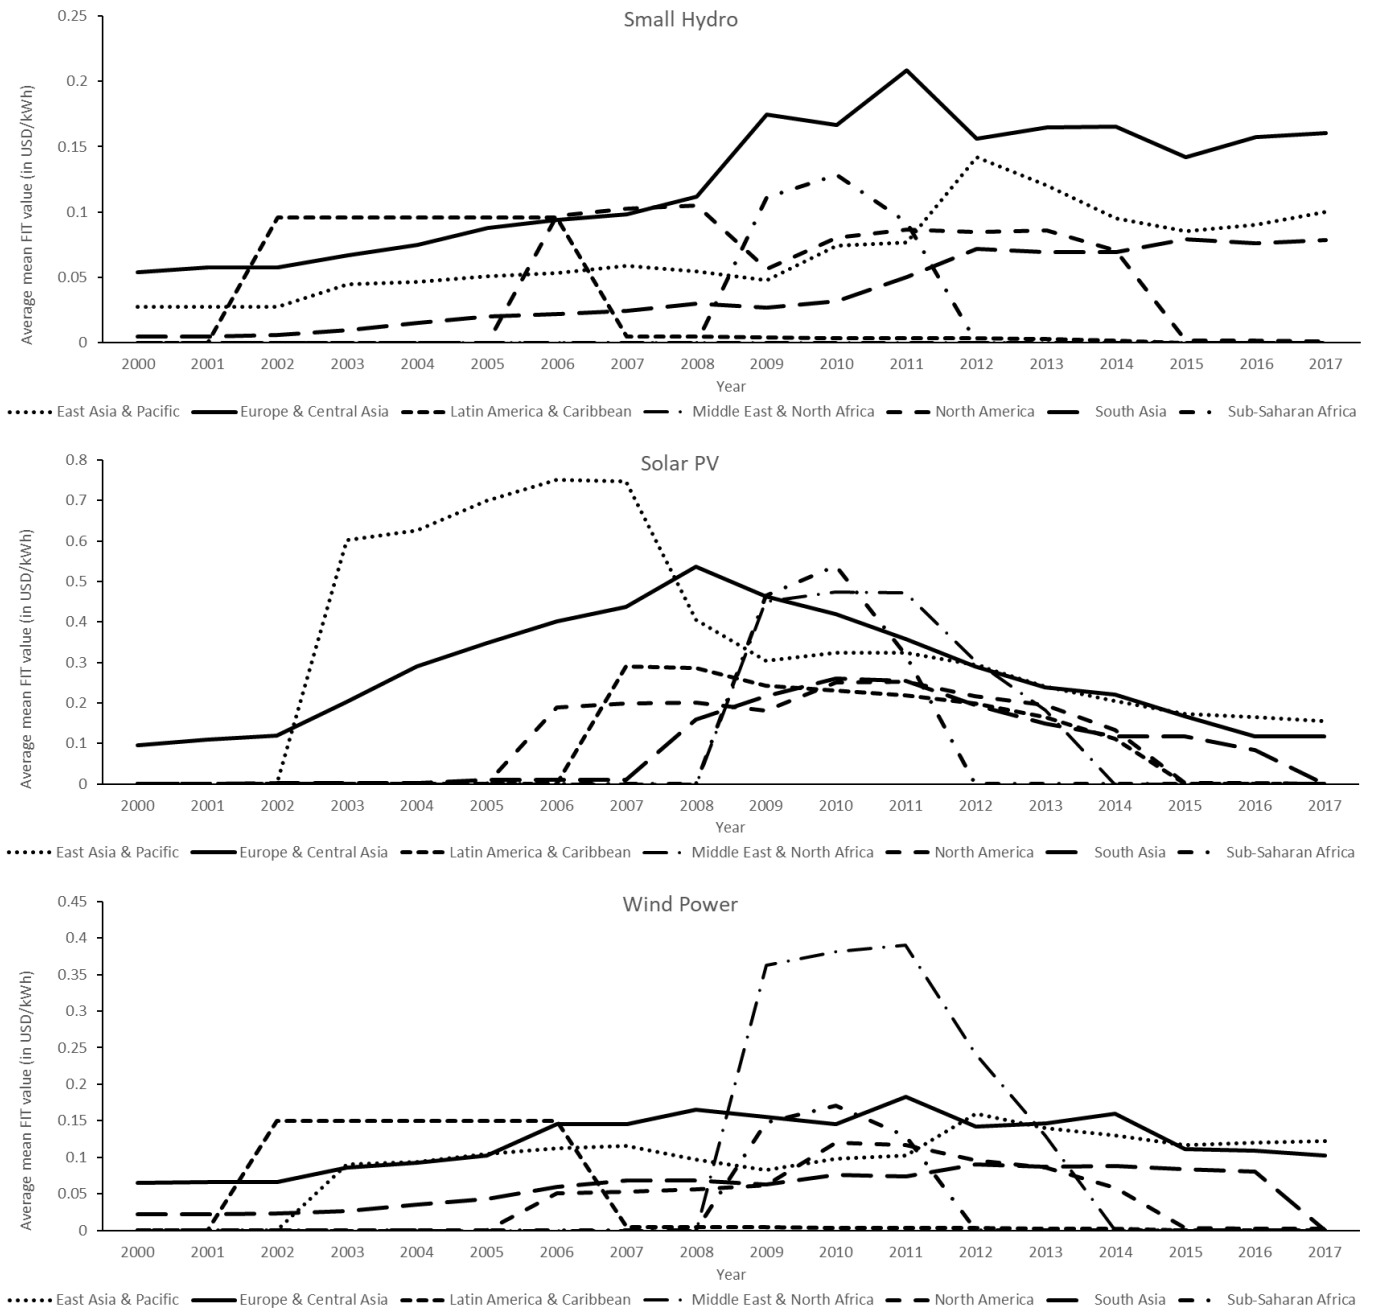 Small Hydro
Average mean FIT value (in USD/kWh)
0.25
0.2
0.15
0.1
0.05
0
2000 2001 2002 2003 2004 2005 2006 2007 2008 2009 2010 2011 2012 2013 2014 2015 2016 2017
Year
East Asia & Pacific Europe & Central Asia Latin America & Caribbean Middle East & North Africa North America South Asia Sub-Saharan Africa
Solar PV
Average mean FIT value (in USD/kWh)
0.8
0.7
0.6
0.5
0.4
0.3
0.2
0.1
0
2000 2001 2002 2003 2004 2005 2006 2007 2008 2009 2010 2011 2012 2013 2014 2015 2016 2017
Year
East Asia & Pacific Europe & Central Asia Latin America & Caribbean Middle East & North Africa North America South Asia Sub-Saharan Africa
Wind Power
Average mean FIT value (in USD/kWh)
0.45
0.4
0.35
0.3
0.25
0.2
0.15
0.1
0.05
0
2000 2001 2002 2003 2004 2005 2006 2007 2008 2009 2010 2011 2012 2013 2014 2015 2016 2017
Year
East Asia & Pacific Europe & Central Asia Latin America & Caribbean Middle East & North Africa North America South Asia Sub-Saharan Africa